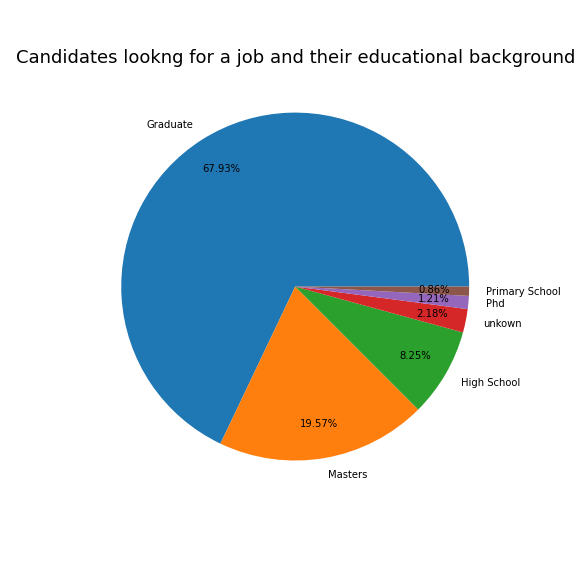 Candidates lookng for a job and their educational background
Graduate
67.93%
0.86%
Primary School
1.21%
Phd
2.18%
unkown
8.25%
High School
19.57%
Masters